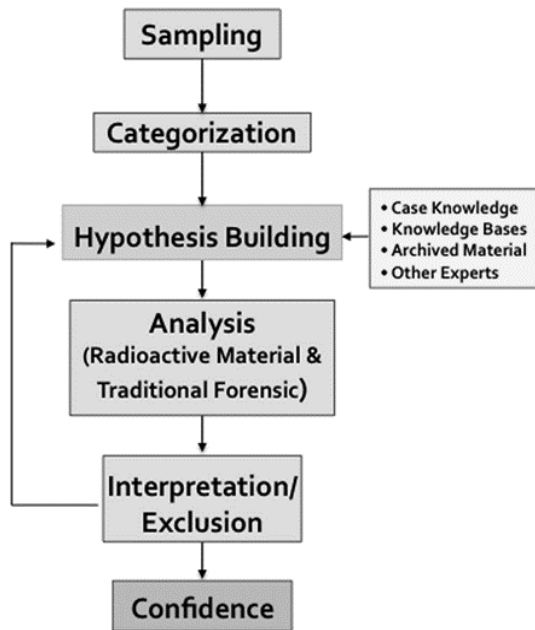 Sampling
Categorization
Hypothesis Building
• Case Knowledge
• Knowledge Bases
• Archived Material
• Other Experts
Analysis
(Radioactive Material &
Traditional Forensic)
Interpretation/
Exclusion
Confidence